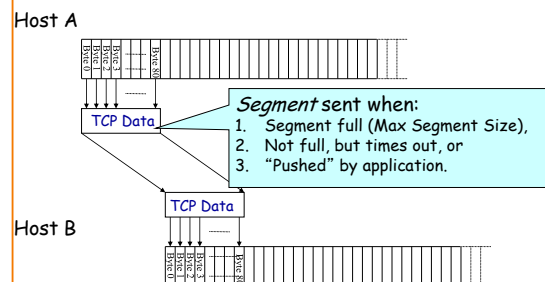 Host A
Byte 0
Byte 1
Byte 2
Byte 3
Byte 80
Segment sent when:
1. Segment full (Max Segment Size),
2. Not full, but times out, or
3. “Pushed” by application.
TCP Data
TCP Data
Host B
Byte 0
Byte 1
Byte 2
Byte 3
Byte 80